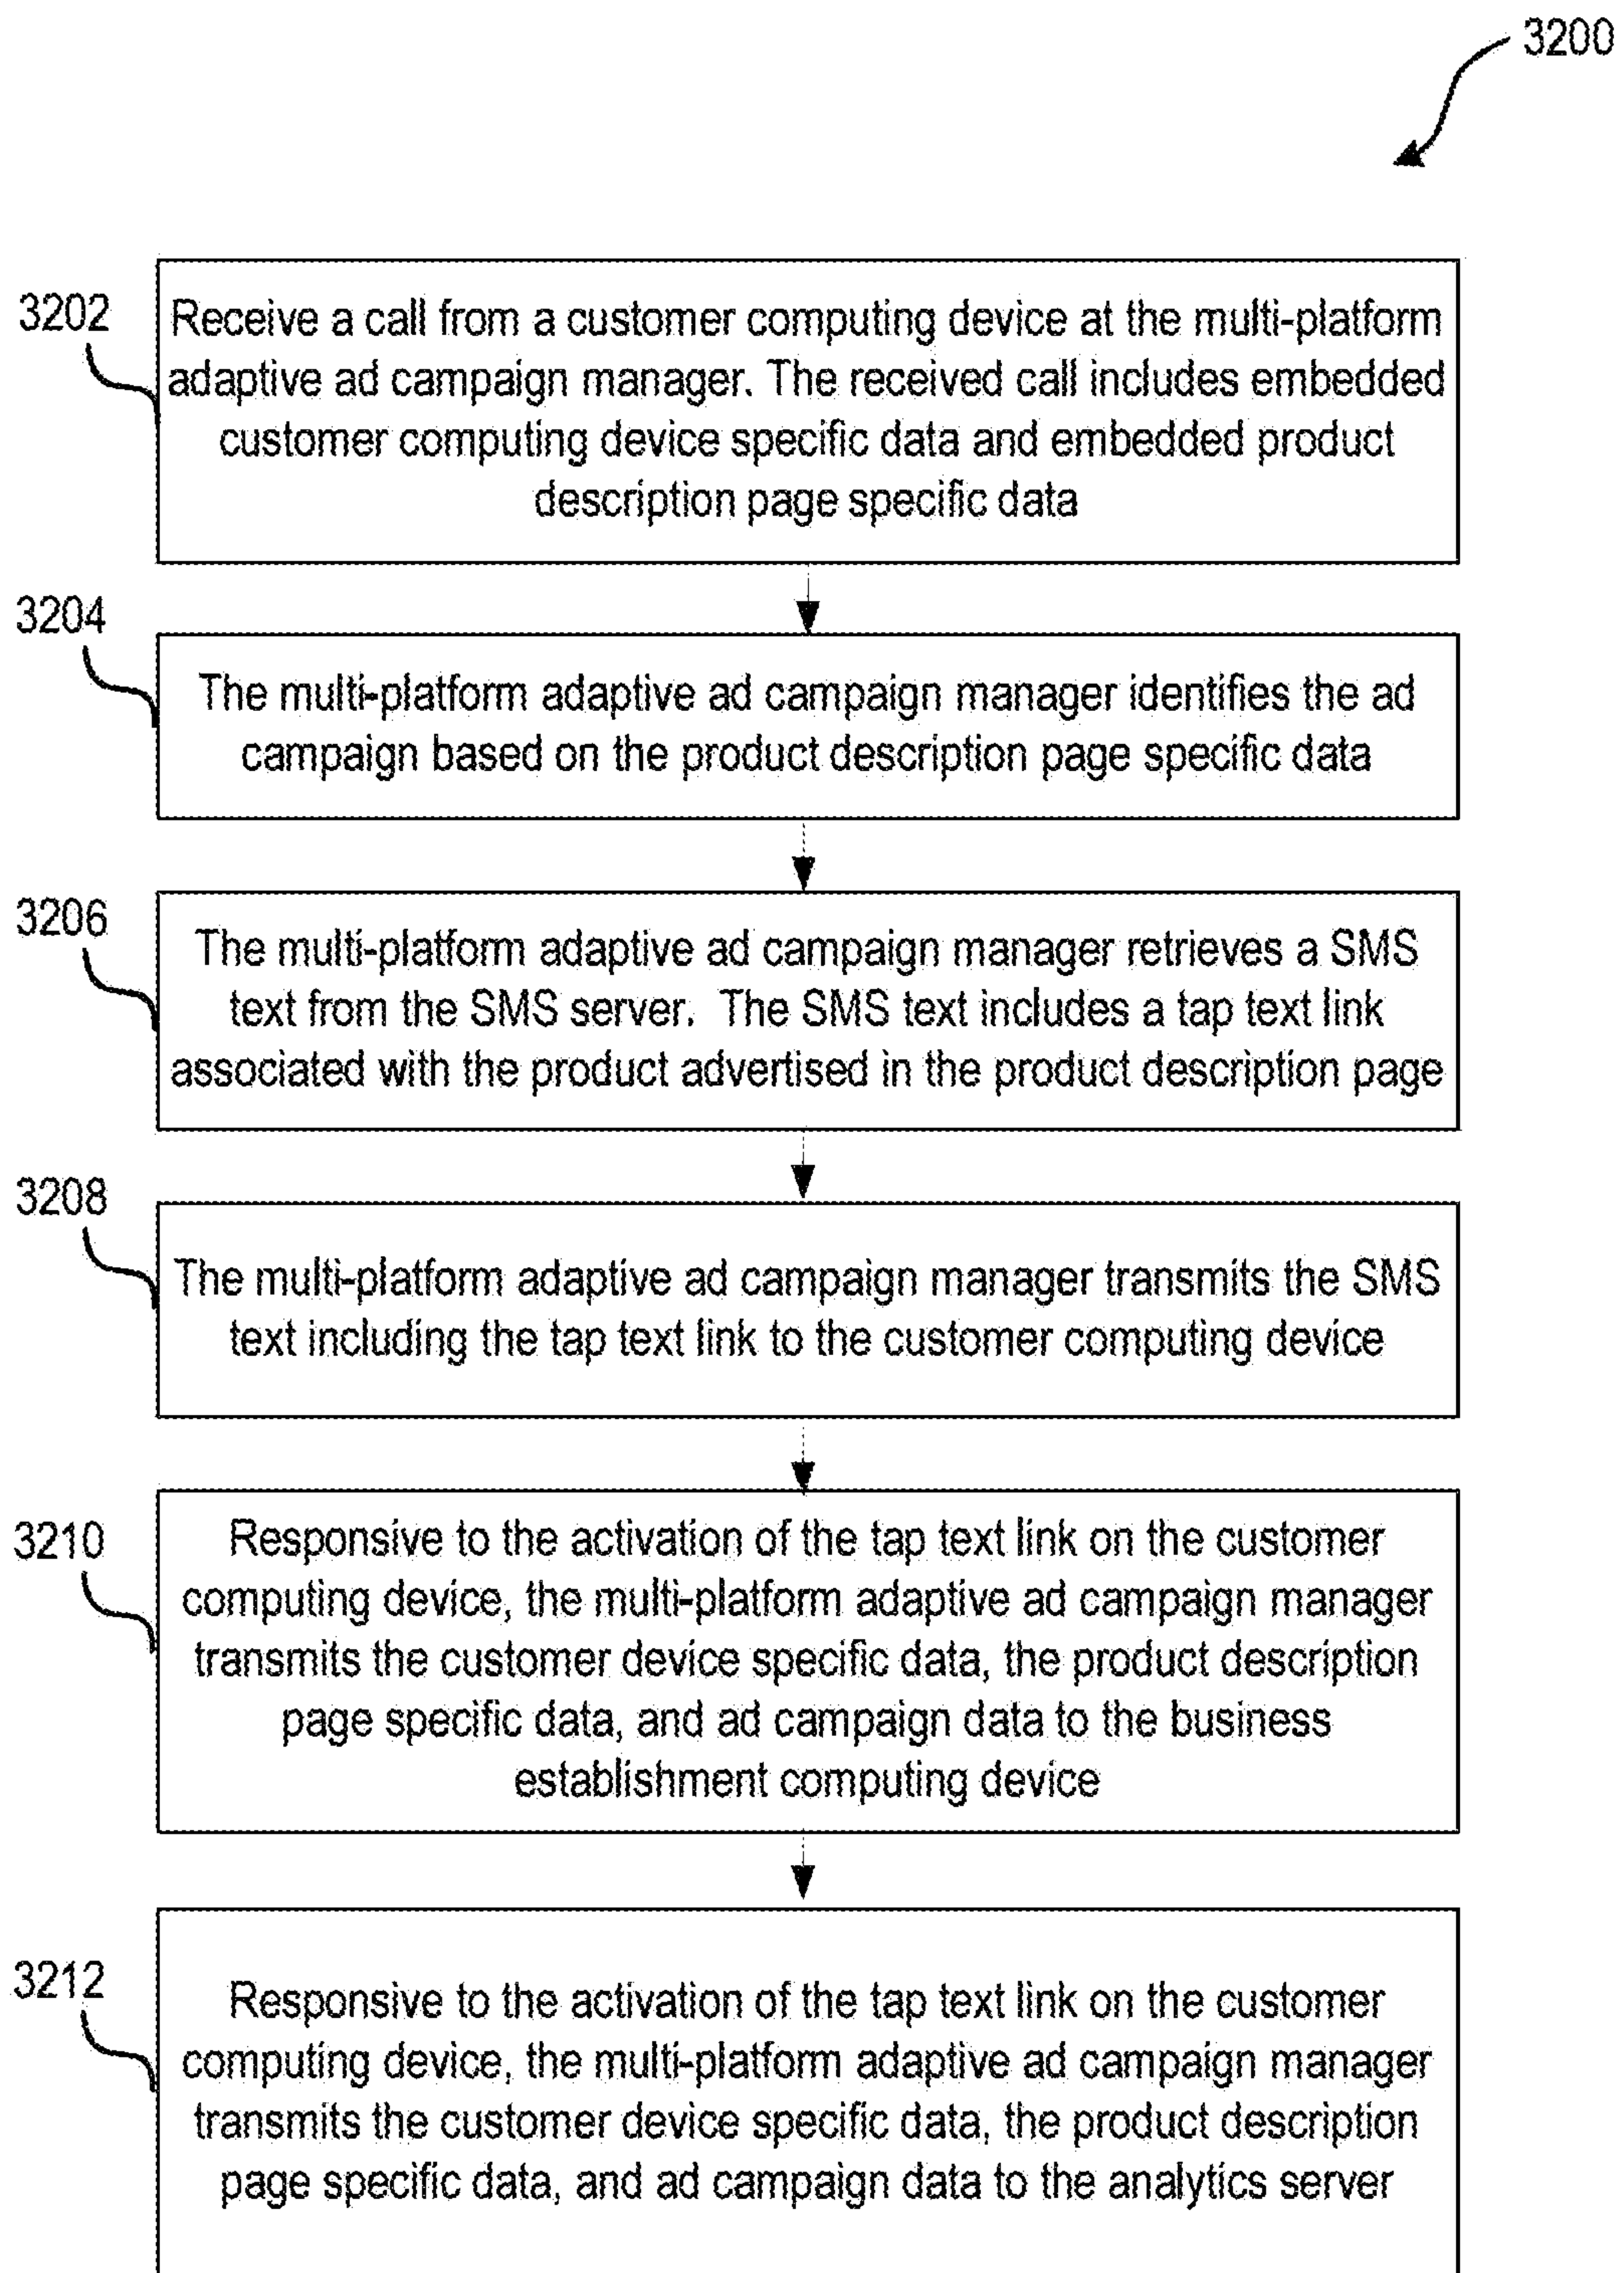 3200
3202
Receive a call from a customer computing device at the multi-platform
adaptive ad campaign manager. The received call includes embedded
customer computing device specific data and embedded product
description page specific data
3204
The multi-platform adaptive ad campaign manager identifies the ad
campaign based on the product description page specific data
3206
The multi-platform adaptive ad campaign manager retrieves a SMS
text from the SMS server. The SMS text includes a tap text link
associated with the product advertised in the product description page
3208
The multi-platform adaptive ad campaign manager transmits the SMS
text including the tap text link to the customer computing device
3210
Responsive to the activation of the tap text link on the customer
computing device, the multi-platform adaptive ad campaign manager
transmits the customer device specific data, the product description
page specific data, and ad campaign data to the business
establishment computing device
3212
Responsive to the activation of the tap text link on the customer
computing device, the multi-platform adaptive ad campaign manager
transmits the customer device specific data, the product description
page specific data, and ad campaign data to the analytics server